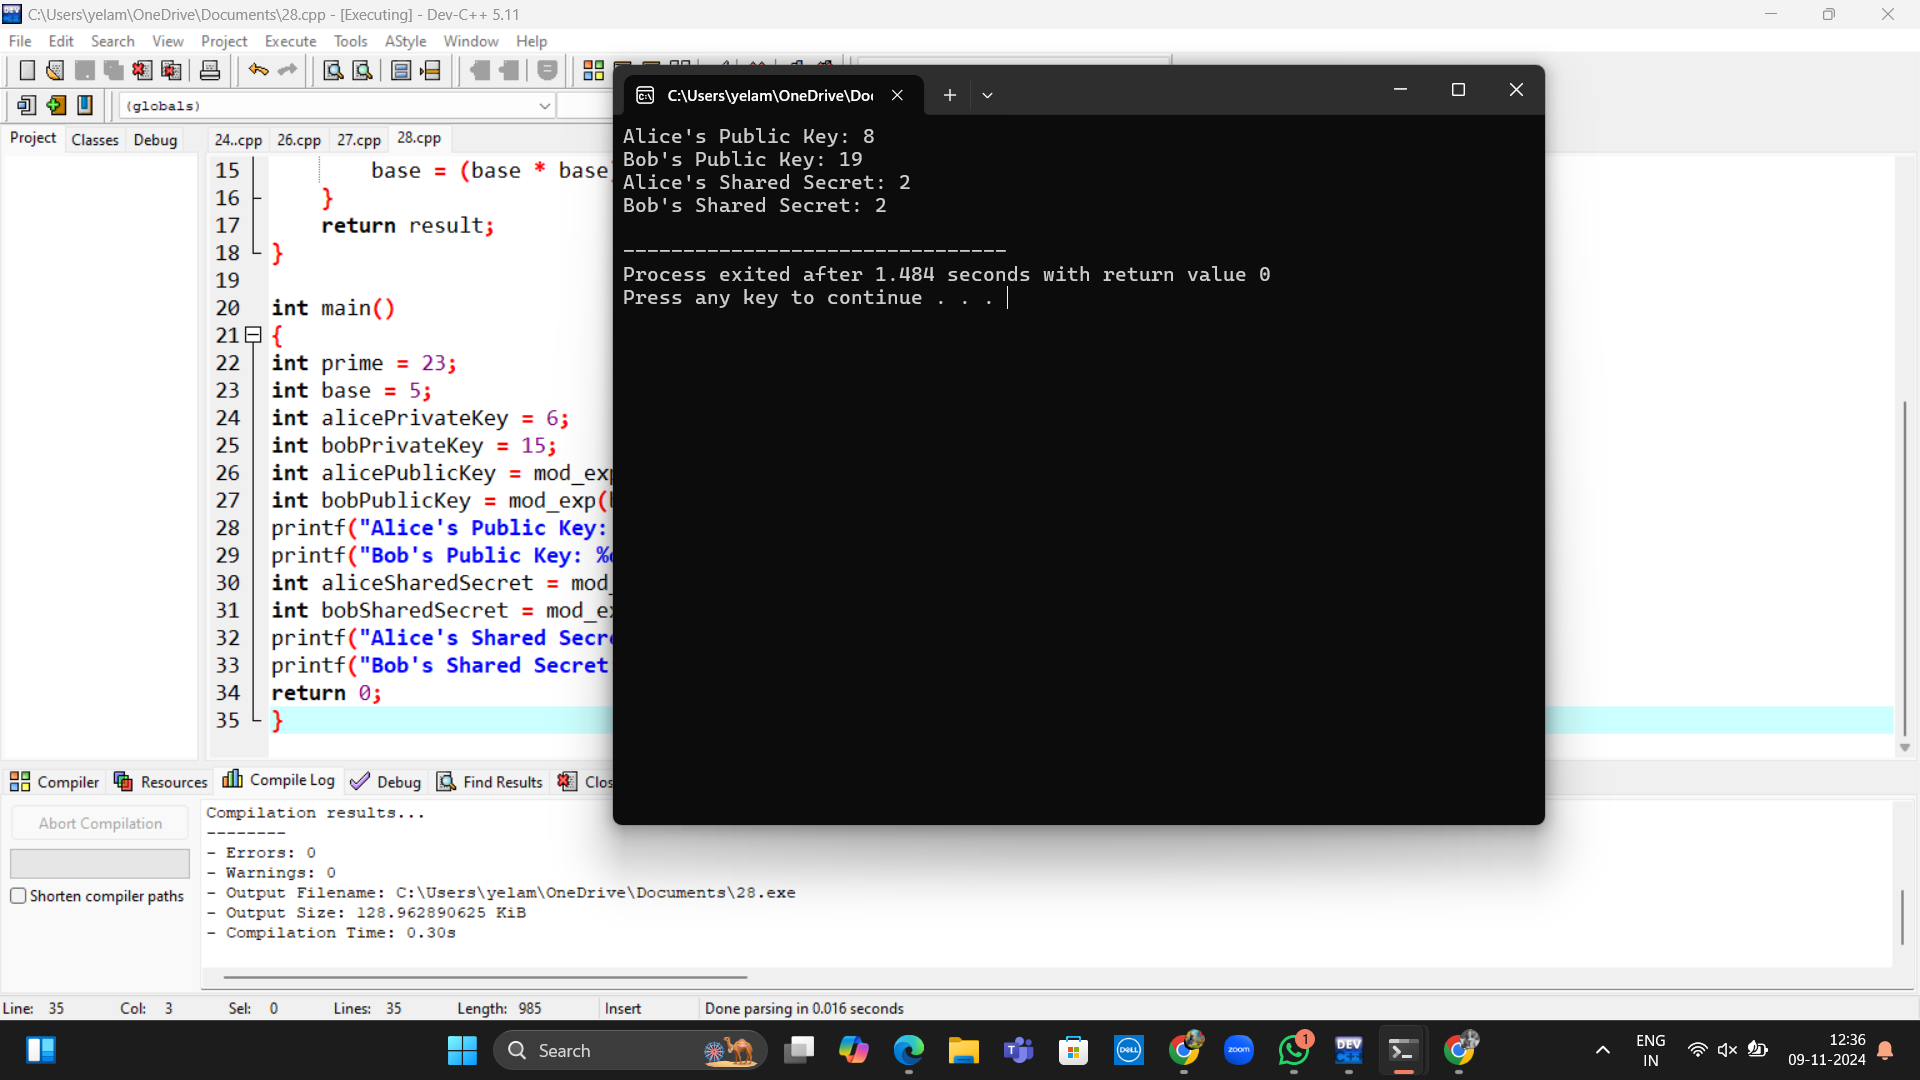 C:\Users\yelam\OneDrive\Documents\28.cpp - [Executing] - Dev-C++ 5.11
File Edit Search View Project Execute Tools AStyle Window Help
(globals)
Project Classes Debug
24..cpp 26.cpp 27.cpp 28.cpp
15 base = (base * base
16 }
17 return result;
18 }
19
20 int main()
21 {
22 int prime = 23;
23 int base = 5;
24 int alicePrivateKey = 6;
25 int bobPrivateKey = 15;
26 int alicePublicKey = mod_exp
27 int bobPublicKey = mod_exp(
28 printf("Alice's Public Key:
29 printf("Bob's Public Key: %
30 int aliceSharedSecret = mod_
31 int bobSharedSecret = mod_e
32 printf("Alice's Shared Secr
33 printf("Bob's Shared Secret
34 return 0;
35 }
C:\Users\yelam\OneDrive\Do
Alice's Public Key: 8
Bob's Public Key: 19
Alice's Shared Secret: 2
Bob's Shared Secret: 2
--------------------------------
Process exited after 1.484 seconds with return value 0
Press any key to continue . . .
Compiler Resources Compile Log Debug Find Results Clos
Abort Compilation
Shorten compiler paths
Compilation results...
--------
- Errors: 0
- Warnings: 0
- Output Filename: C:\Users\yelam\OneDrive\Documents\28.exe
- Output Size: 128.962890625 KiB
- Compilation Time: 0.30s
Line: 35 Col: 3 Sel: 0 Lines: 35 Length: 985 Insert Done parsing in 0.016 seconds
Search
DELL
zoom
1
DEV
C++
ENG
IN
12:36
09-11-2024